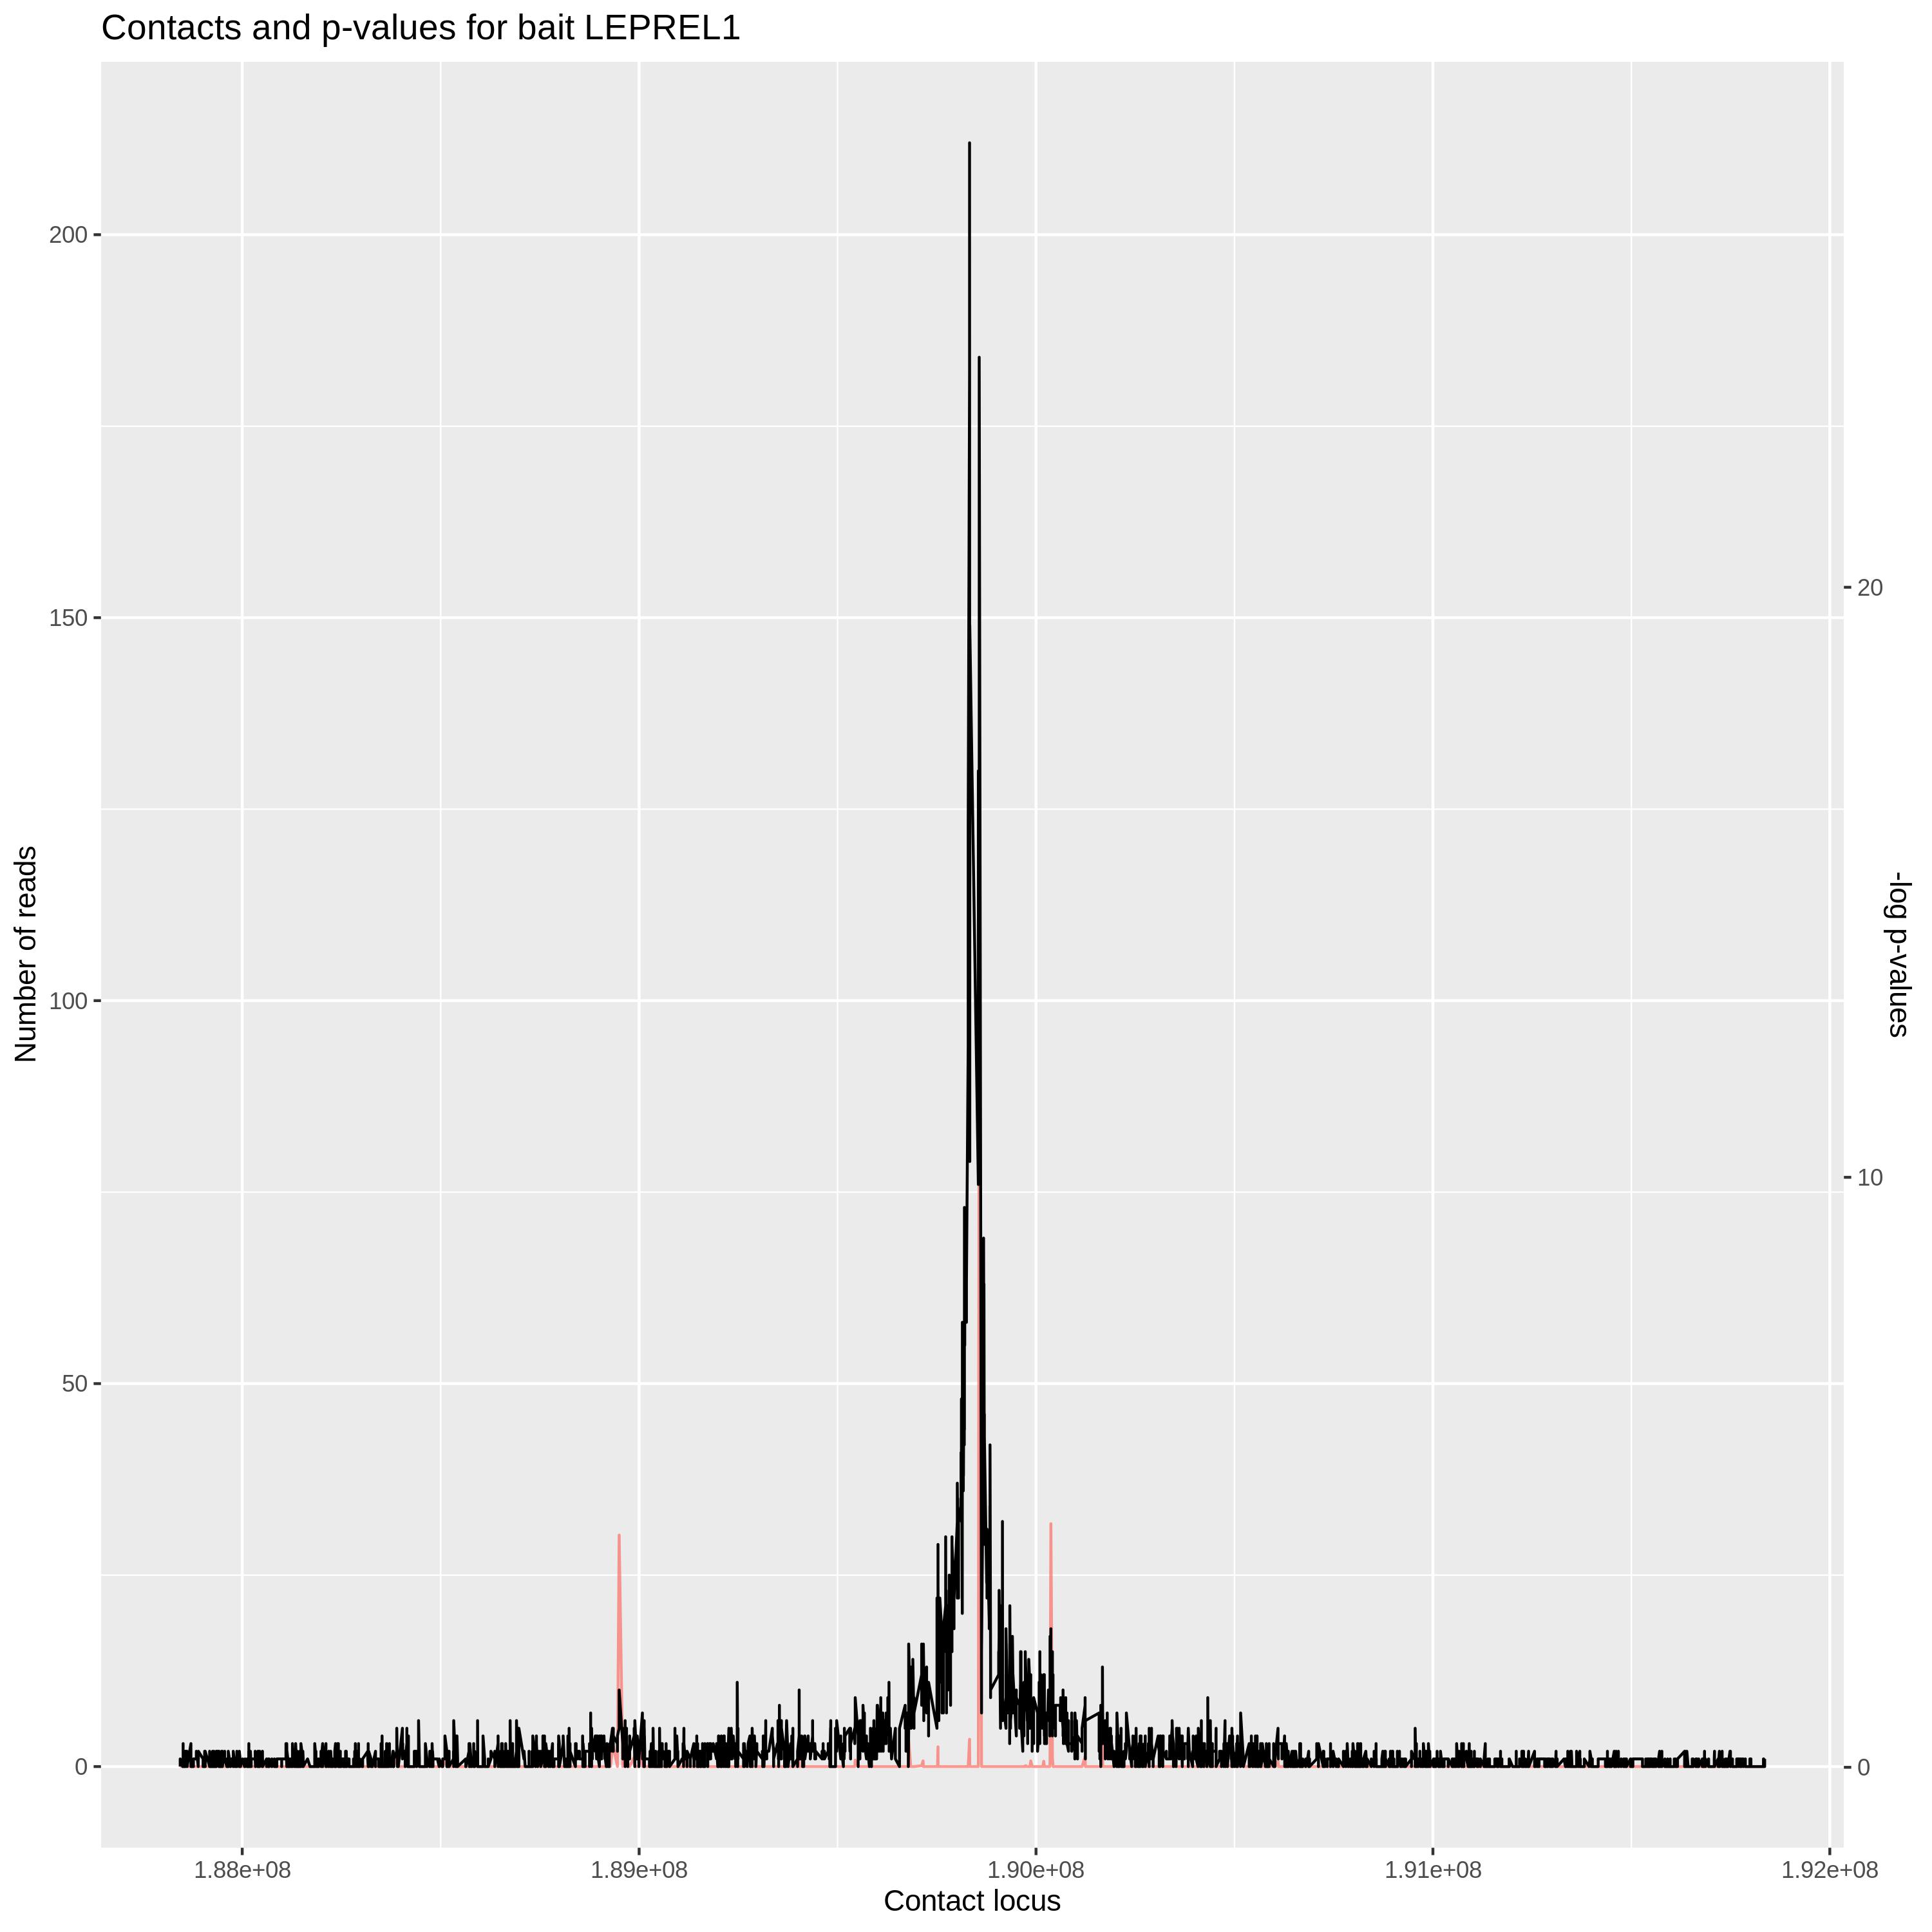 Contacts and p-values for bait LEPREL1
200
150
100
50
0
Number of reads
20
10
0
-log p-values
1.88e+08
1.89e+08
1.90e+08
1.91e+08
1.92e+08
Contact locus